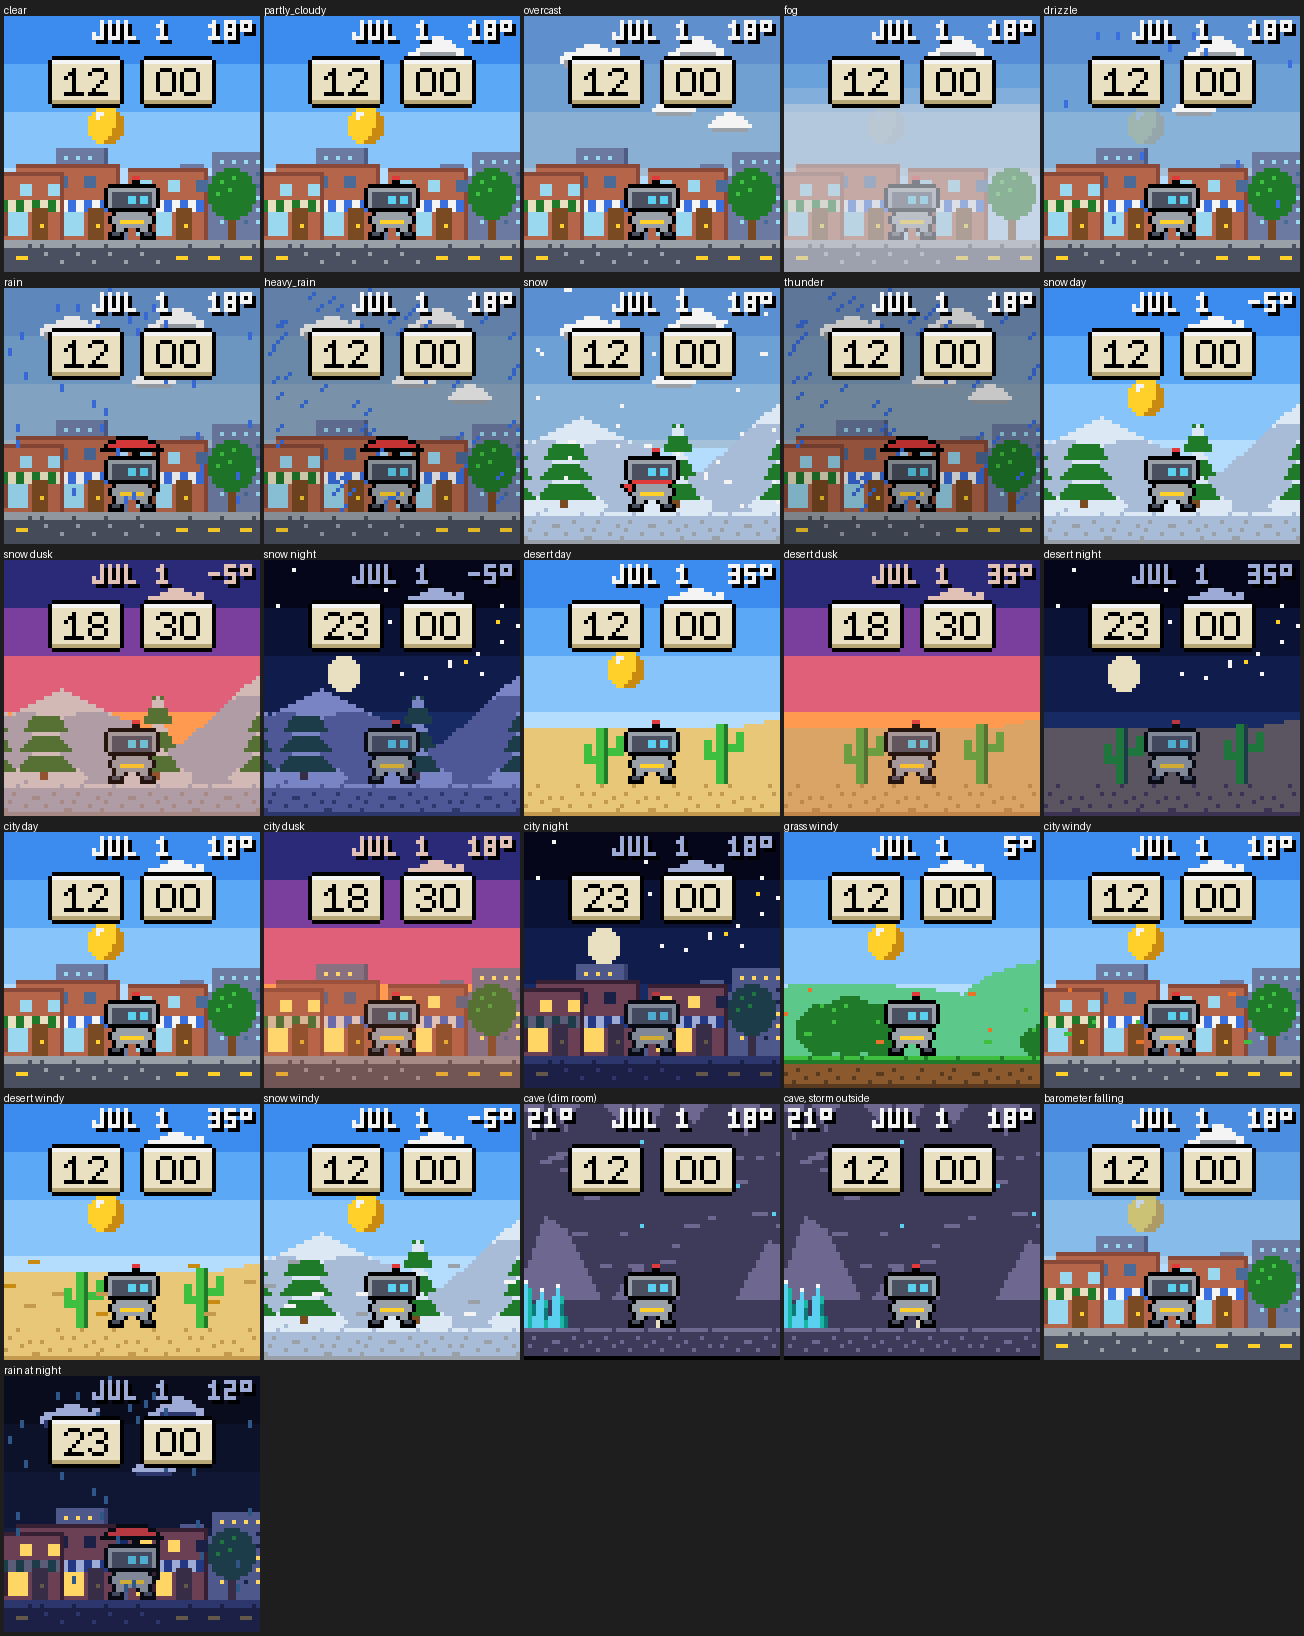 clear
JUL 1 18°
12 00
partly_cloudy
JUL 1 18°
12 00
overcast
JUL 1 18°
12 00
fog
JUL 1 18°
12 00
drizzle
JUL 1 18°
12 00
rain
JUL 1 18°
12 00
heavy_rain
JUL 1 18°
12 00
snow
JUL 1 18°
12 00
thunder
JUL 1 18°
12 00
snow day
JUL 1 -5°
12 00
snow dusk
JUL 1 -5°
18 30
snow night
JUL 1 -5°
23 00
desert day
JUL 1 35°
12 00
desert dusk
JUL 1 35°
18 30
desert night
JUL 1 35°
23 00
city day
JUL 1 18°
12 00
city dusk
JUL 1 18°
18 30
city night
JUL 1 18°
23 00
grass windy
JUL 1 5°
12 00
city windy
JUL 1 18°
12 00
desert windy
JUL 1 35°
12 00
snow windy
JUL 1 -5°
12 00
cave (dim room)
21° JUL 1 18°
12 00
cave, storm outside
21° JUL 1 18°
12 00
barometer falling
JUL 1 18°
12 00
rain at night
JUL 1 12°
23 00